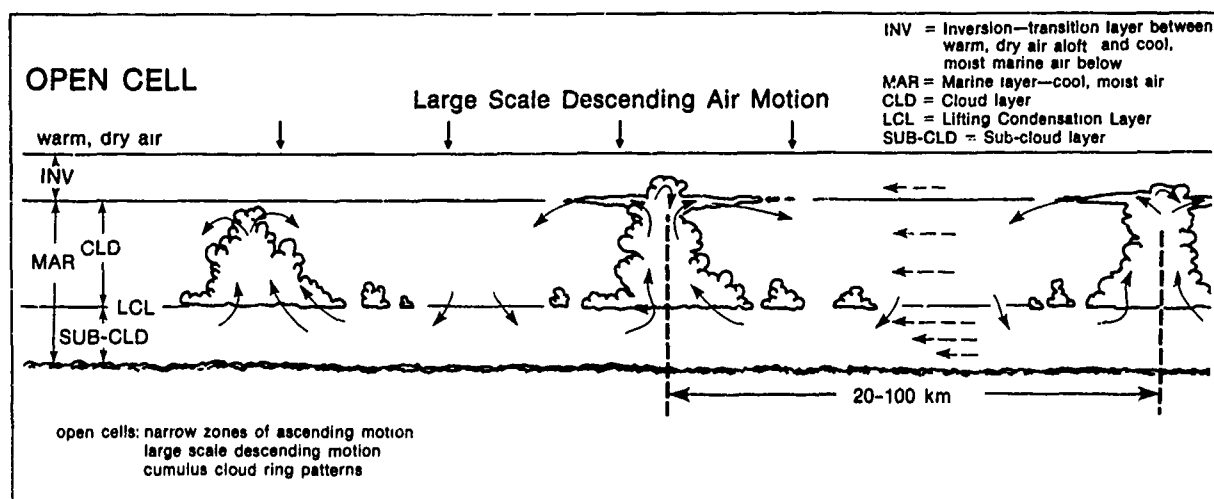 INV = Inversion—transition layer between
warm, dry air aloft and cool,
moist marine air below
MAR = Marine layer—cool, moist air
CLD = Cloud layer
LCL = Lifting Condensation Layer
SUB-CLD = Sub-cloud layer
OPEN CELL
Large Scale Descending Air Motion
warm, dry air
INV
CLD
MAR
LCL
SUB-CLD
20-100 km
open cells: narrow zones of ascending motion
large scale descending motion
cumulus cloud ring patterns